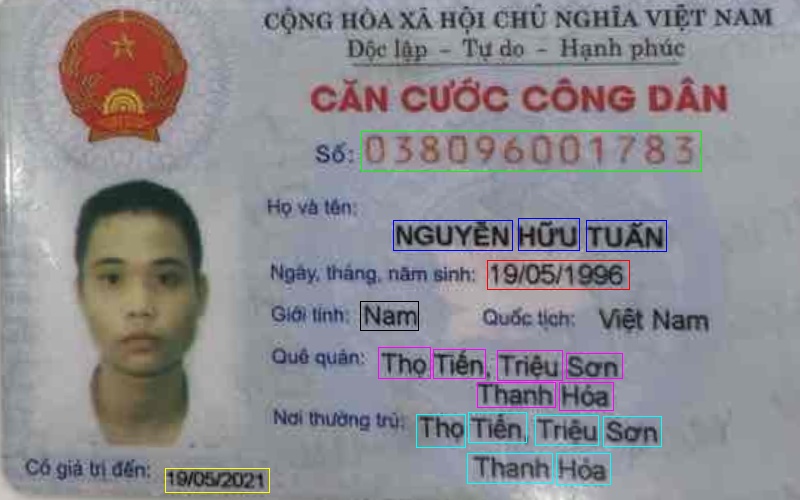 CỘNG HÒA XÃ HỘI CHỦ NGHĨA VIỆT NAM
Độc lập - Tự do - Hạnh phúc
CĂN CƯỚC CÔNG DÂN
Số: 038096001783
Họ và tên:
NGUYỄN HỮU TUẤN
Ngày, tháng, năm sinh: 19/05/1996
Giới tính: Nam Quốc tịch: Việt Nam
Quê quán: Thọ Tiến, Triệu Sơn
Thanh Hóa
Nơi thường trú: Thọ Tiến, Triệu Sơn
Thanh Hóa
Có giá trị đến: 19/05/2021